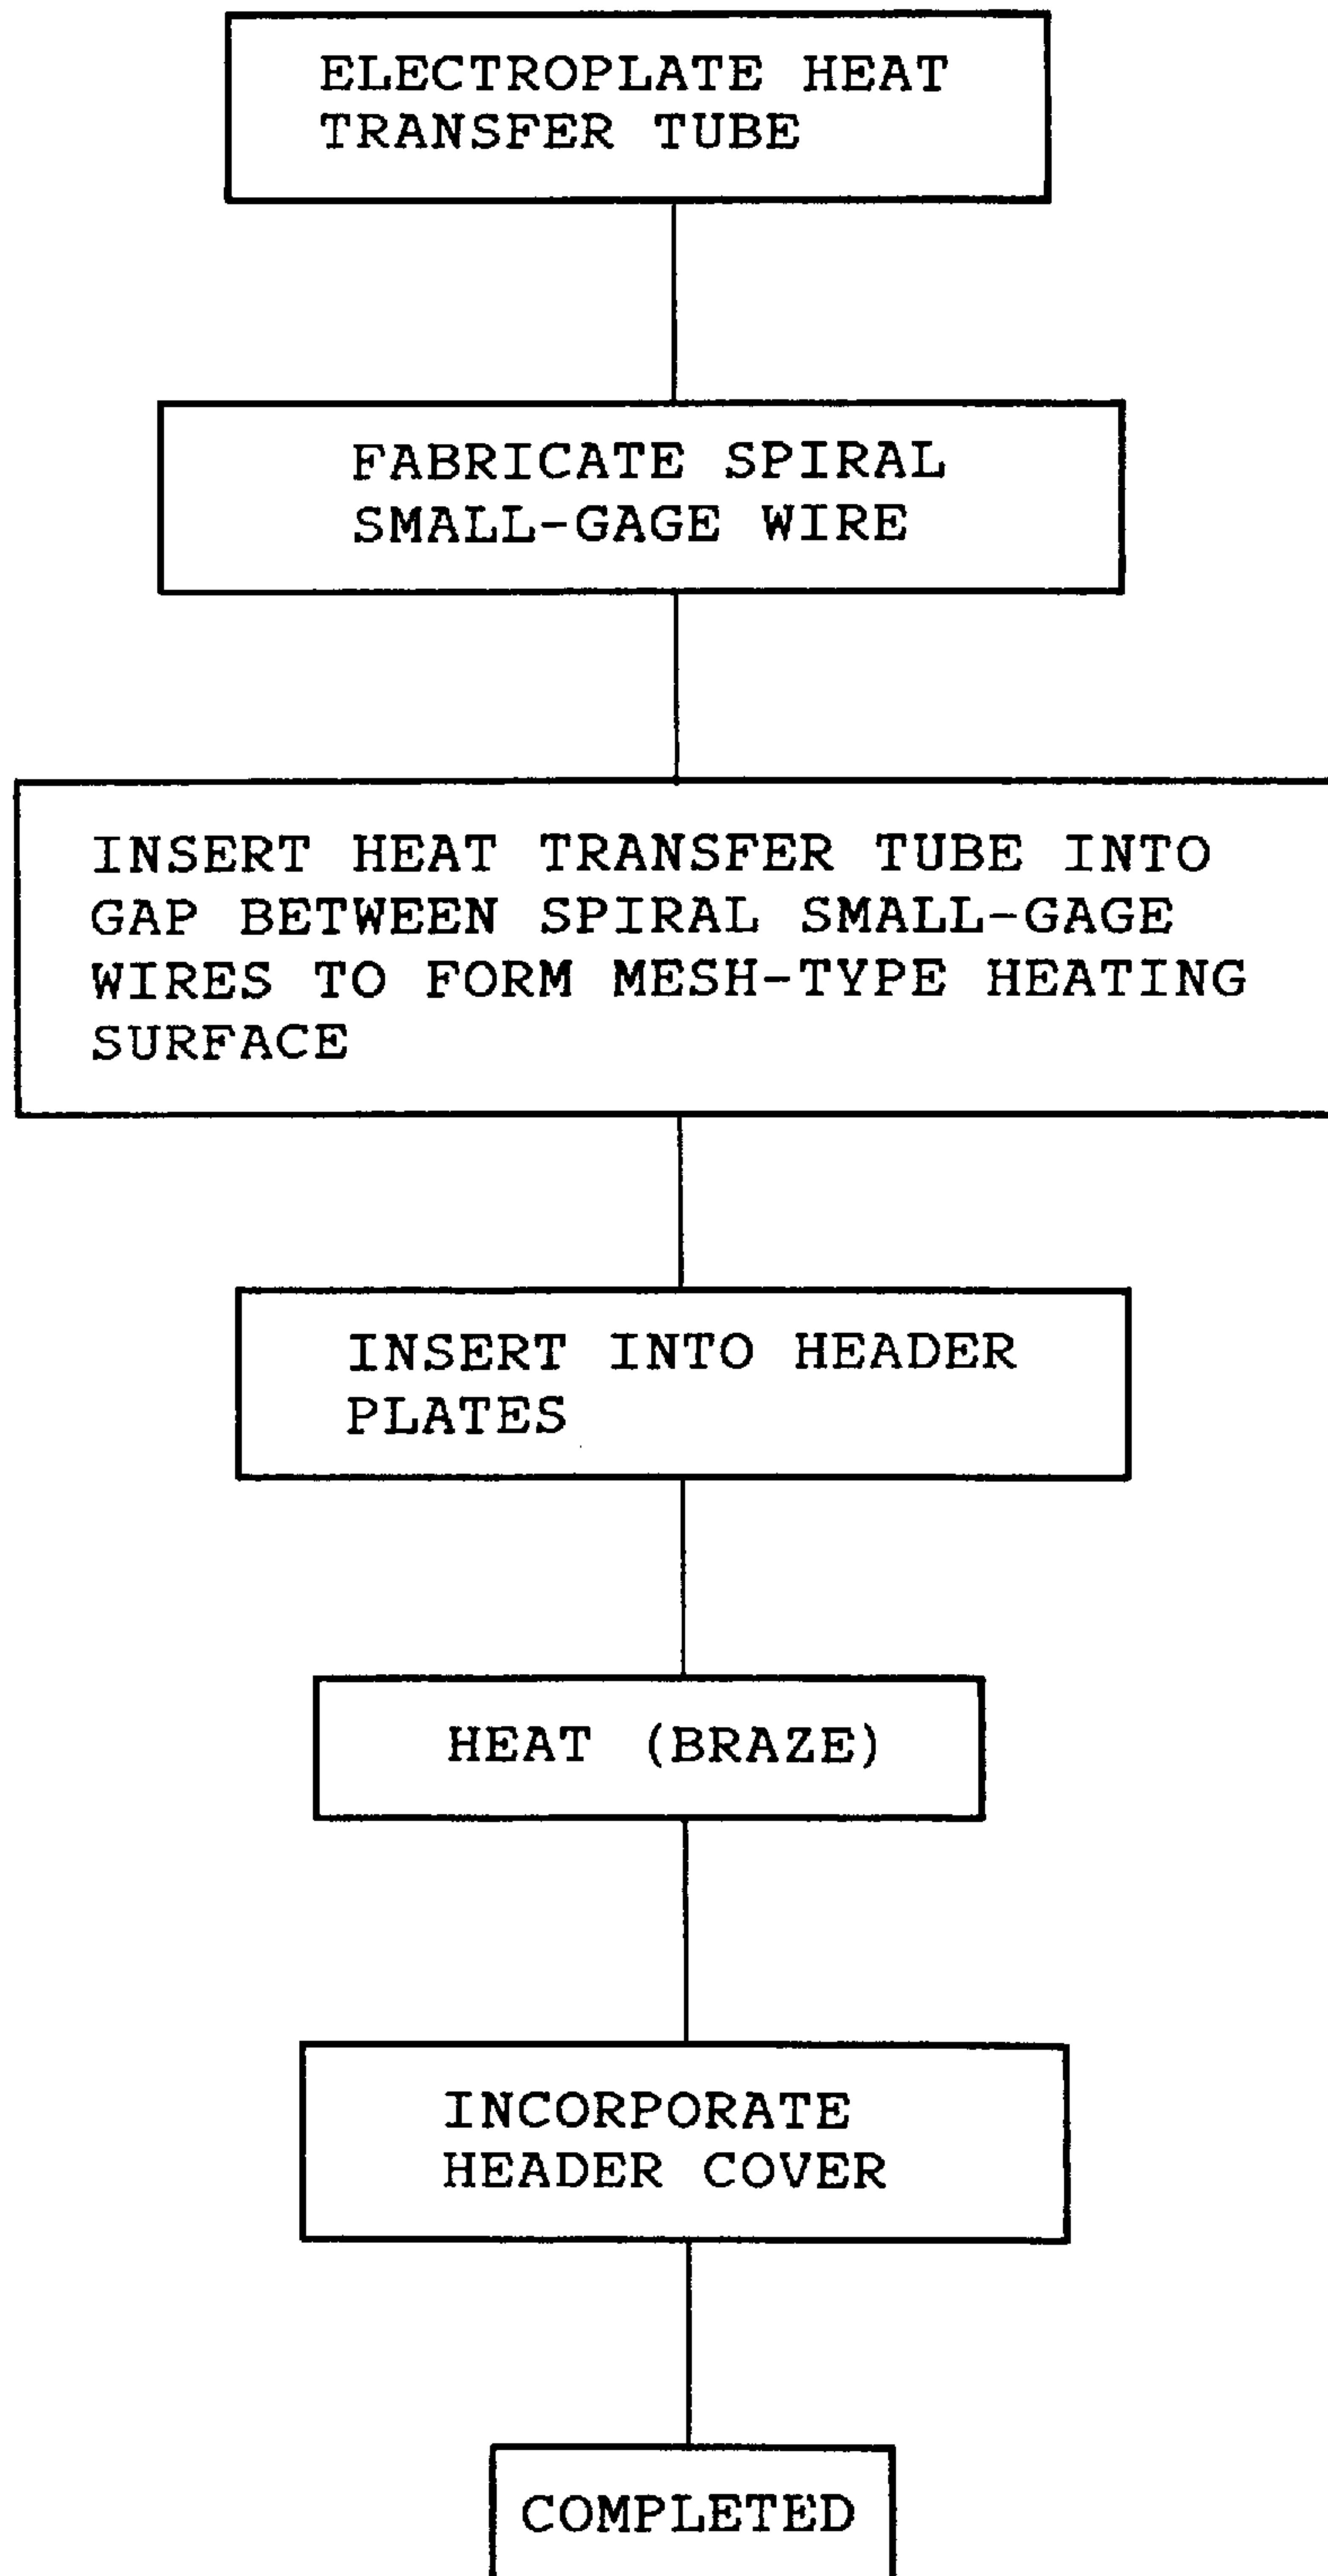 ELECTROPLATE HEAT
TRANSFER TUBE
FABRICATE SPIRAL
SMALL-GAGE WIRE
INSERT HEAT TRANSFER TUBE INTO
GAP BETWEEN SPIRAL SMALL-GAGE
WIRES TO FORM MESH-TYPE HEATING
SURFACE
INSERT INTO HEADER
PLATES
HEAT (BRAZE)
INCORPORATE
HEADER COVER
COMPLETED